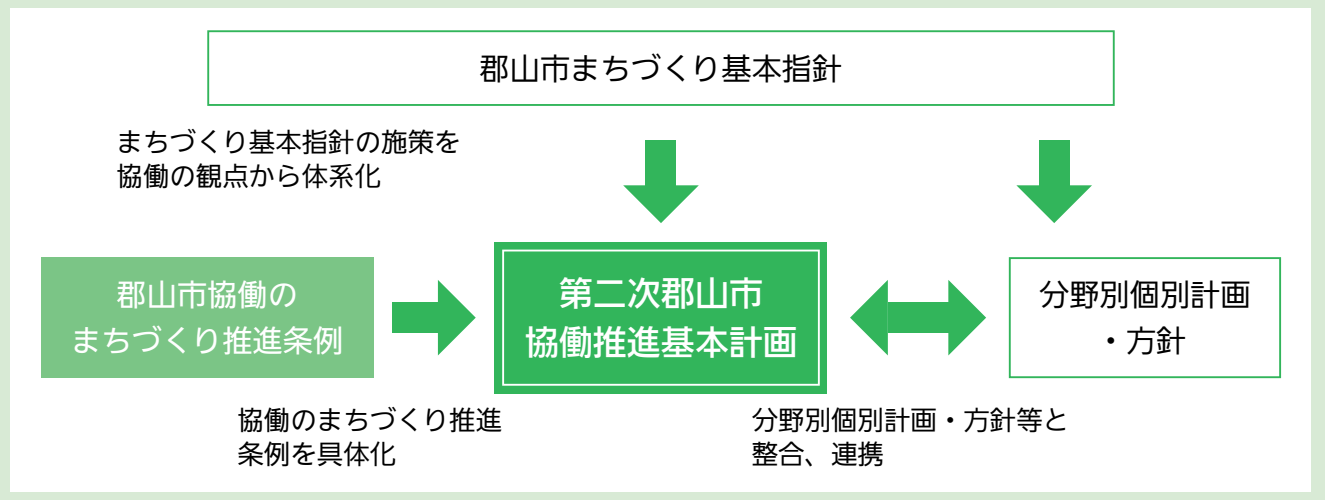 郡山市まちづくり基本指針
まちづくり基本指針の施策を
協働の観点から体系化
郡山市協働の
まちづくり推進条例
第二次郡山市
協働推進基本計画
分野別個別計画
・方針
協働のまちづくり推進
条例を具体化
分野別個別計画・方針等と
整合、連携